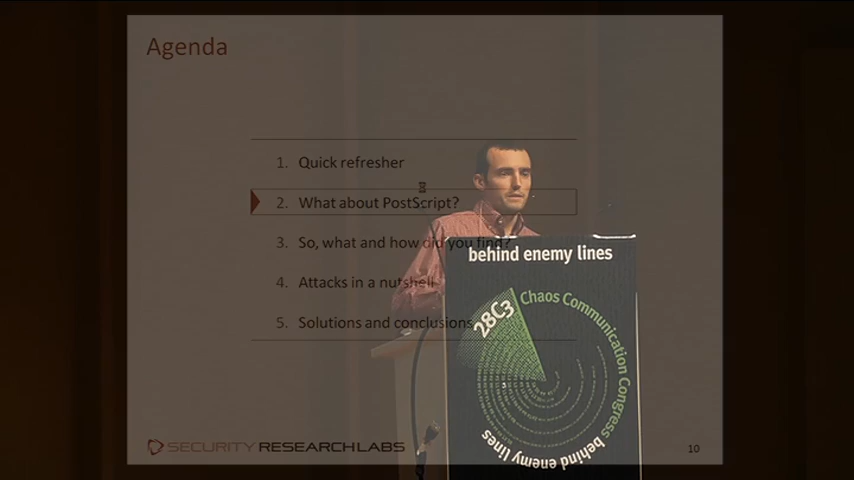 Agenda
1. Quick refresher
2. What about PostScript?
3. So, what and how did you find?
4. Attacks in a nutshell
5. Solutions and conclusions
behind enemy lines
28C3
Chaos Communication Congress
behind enemy lines
SECURITY RESEARCH LABS
10